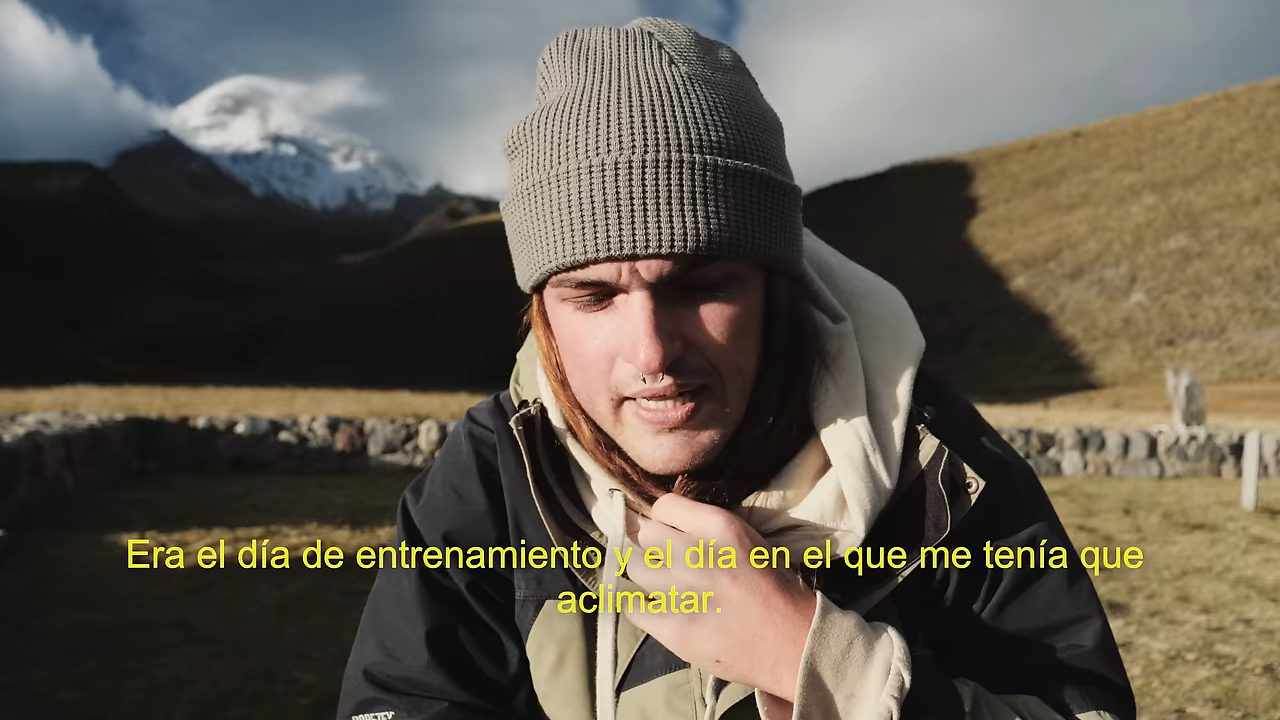 Era el día de entrenamiento y el día en el que me tenía que
aclimatar.